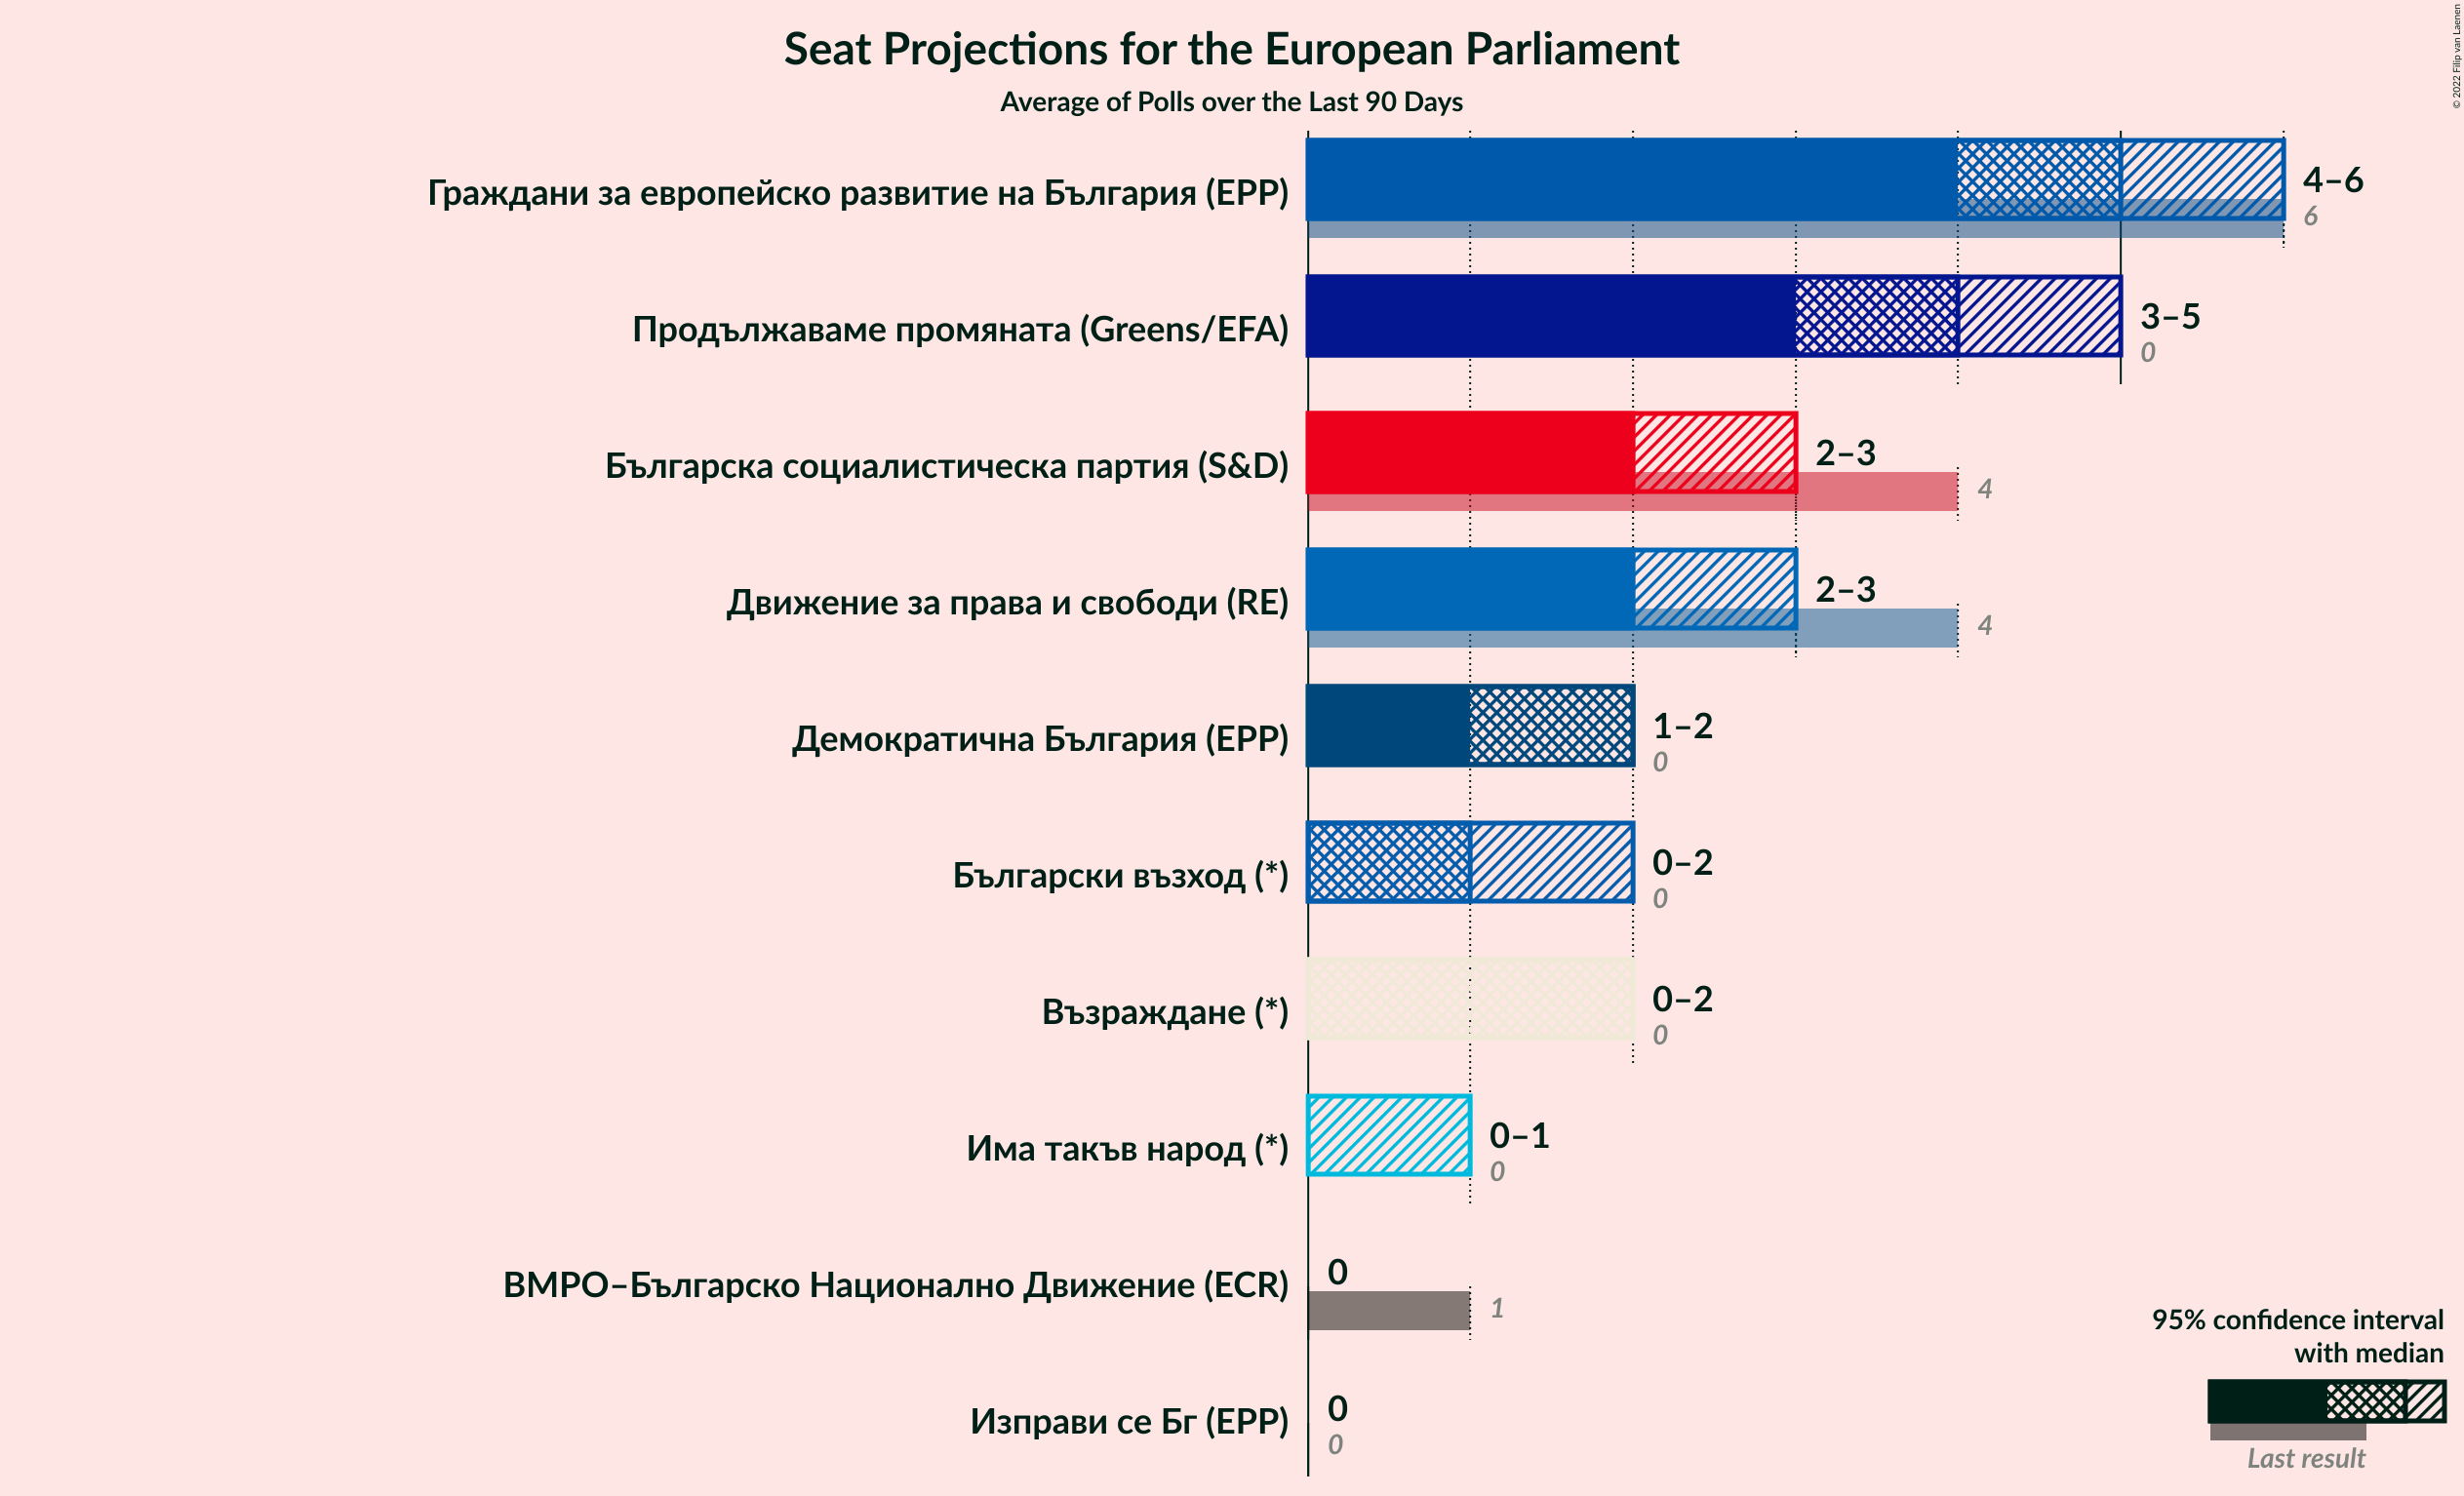 Seat Projections for the European Parliament
Average of Polls over the Last 90 Days
© 2022 Filip van Laenen
Граждани за европейско развитие на България (EPP)
4–6
6
Продължаваме промяната (Greens/EFA)
3–5
0
Българска социалистическа партия (S&D)
2–3
4
Движение за права и свободи (RE)
2–3
4
Демократична България (EPP)
1–2
0
Български възход (*)
0–2
0
Възраждане (*)
0–2
0
Има такъв народ (*)
0–1
0
ВМРО–Българско Национално Движение (ECR)
0
1
Изправи се Бг (EPP)
0
0
95% confidence interval
with median
Last result